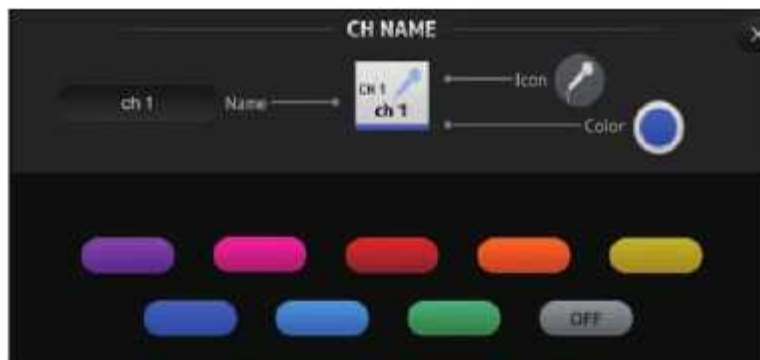 CH NAME
ch 1
Name
CH 1
ch 1
Icon
Color
OFF